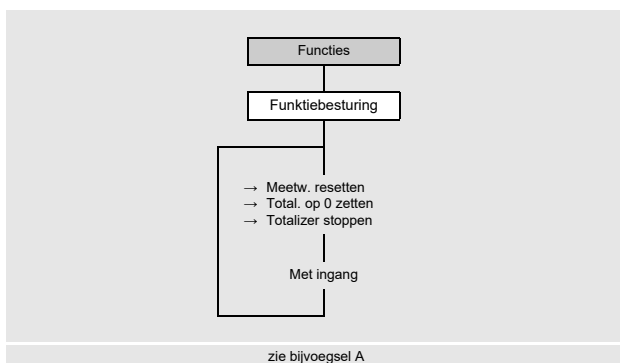 Functies
Funktiebesturing
→ Meetw. resetten
→ Total. op 0 zetten
→ Totalizer stoppen
Met ingang
zie bijvoegsel A